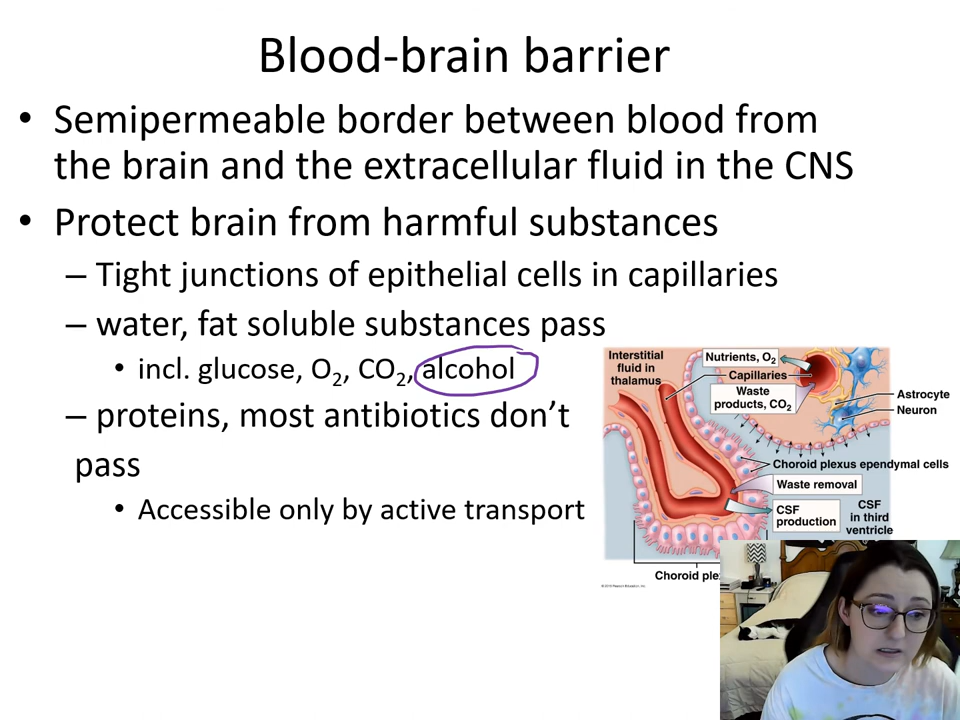 Blood-brain barrier
• Semipermeable border between blood from
the brain and the extracellular fluid in the CNS
• Protect brain from harmful substances
– Tight junctions of epithelial cells in capillaries
– water, fat soluble substances pass
• incl. glucose, O2, CO2, alcohol
– proteins, most antibiotics don’t
pass
• Accessible only by active transport
Interstitial
fluid in
thalamus
Nutrients, O2
Capillaries
Waste
products, CO2
Astrocyte
Neuron
Choroid plexus ependymal cells
Waste removal
CSF
production
CSF
in third
ventricle
Choroid ple